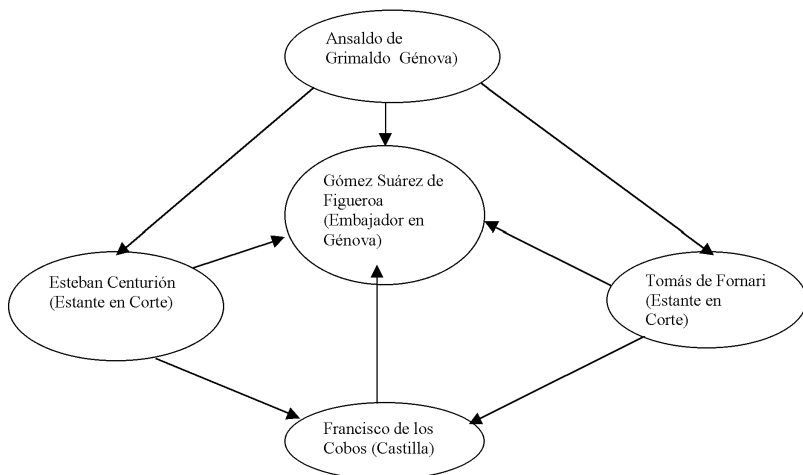 Ansaldo de
Grimaldo Génova)
Gómez Suárez de
Figueroa
(Embajador en
Génova)
Esteban Centurión
(Estante en Corte)
Tomás de Fornari
(Estante en
Corte)
Francisco de los
Cobos (Castilla)